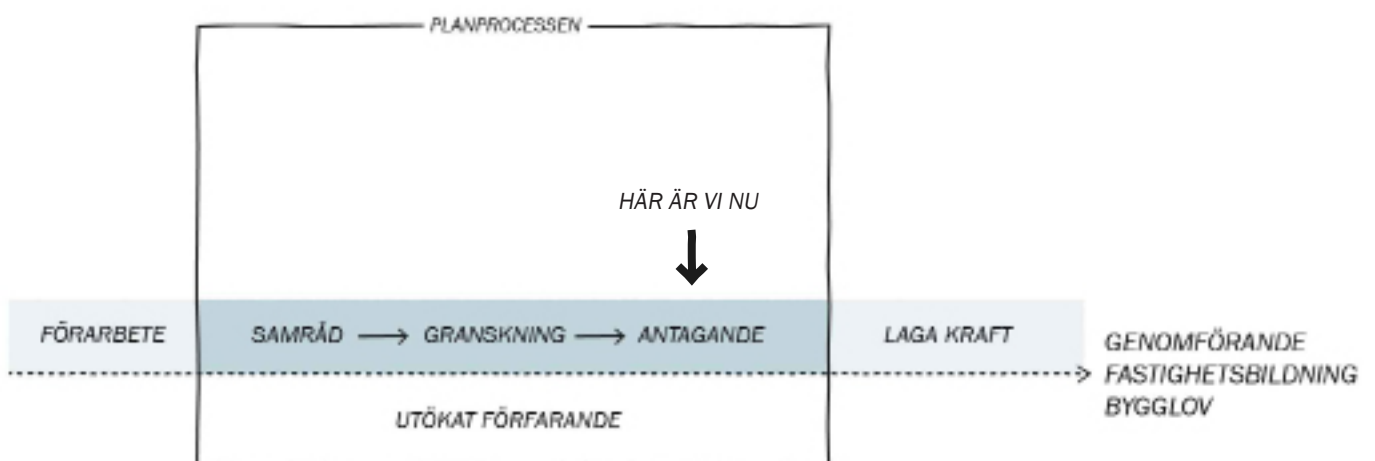 PLANPROCESSEN
HÄR ÄR VI NU
FÖRARBETE
SAMRÅD
GRANSKNING
ANTAGANDE
LAGA KRAFT
GENOMFÖRANDE
FASTIGHETSBILDNING
BYGGLOV
UTÖKAT FÖRFARANDE